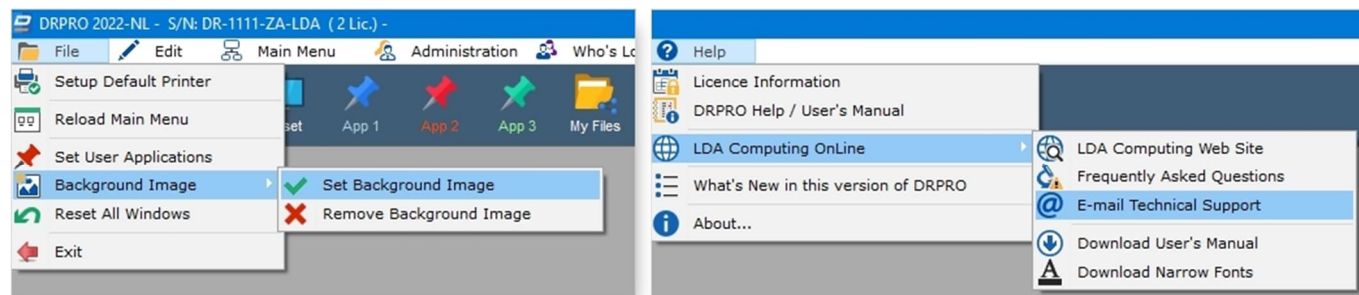 DRPRO 2022-NL - S/N: DR-1111-ZA-LDA ( 2 Lic.) -
File Edit Main Menu Administration Who's
Setup Default Printer
Reload Main Menu
Set User Applications
Background Image
Reset All Windows
Exit
App 1 App 2 App 3 My Files
Set Background Image
Remove Background Image
Help
Licence Information
DRPRO Help / User's Manual
LDA Computing OnLine
What's New in this version of DRPRO
About...
LDA Computing Web Site
Frequently Asked Questions
E-mail Technical Support
Download User's Manual
Download Narrow Fonts